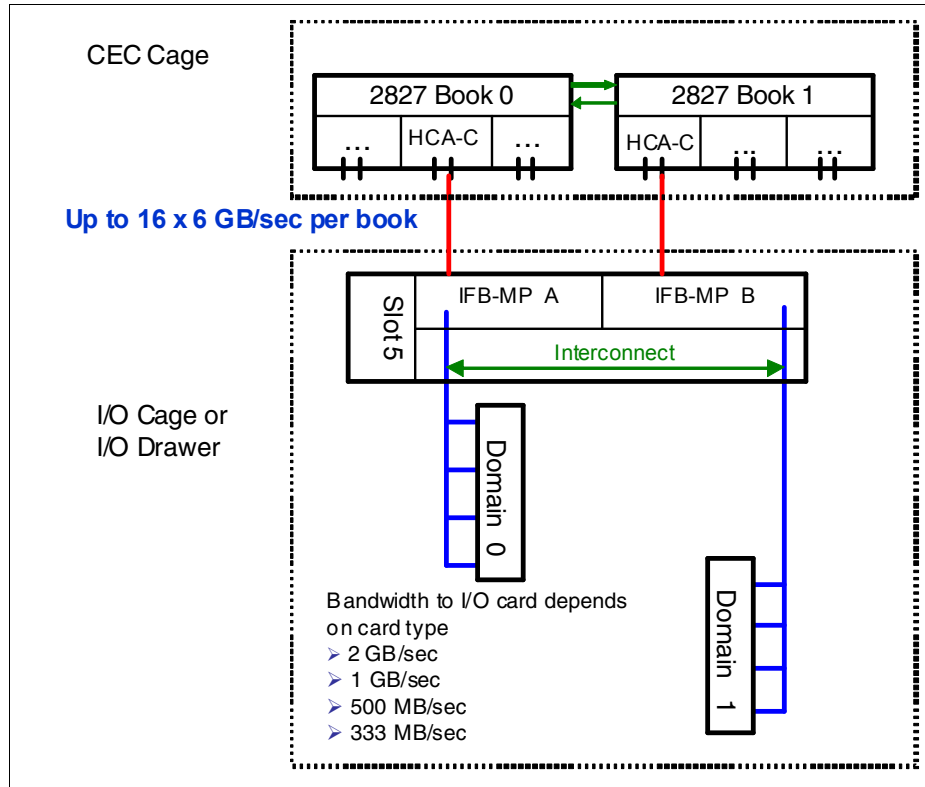 CEC Cage
2827 Book 0
2827 Book 1
...
HCA-C
...
HCA-C
...
...
Up to 16 x 6 GB/sec per book
Slot 5
IFB-MP A
IFB-MP B
Interconnect
I/O Cage or
I/O Drawer
Domain 0
Domain 1
Bandwidth to I/O card depends
on card type
➢ 2 GB/sec
➢ 1 GB/sec
➢ 500 MB/sec
➢ 333 MB/sec